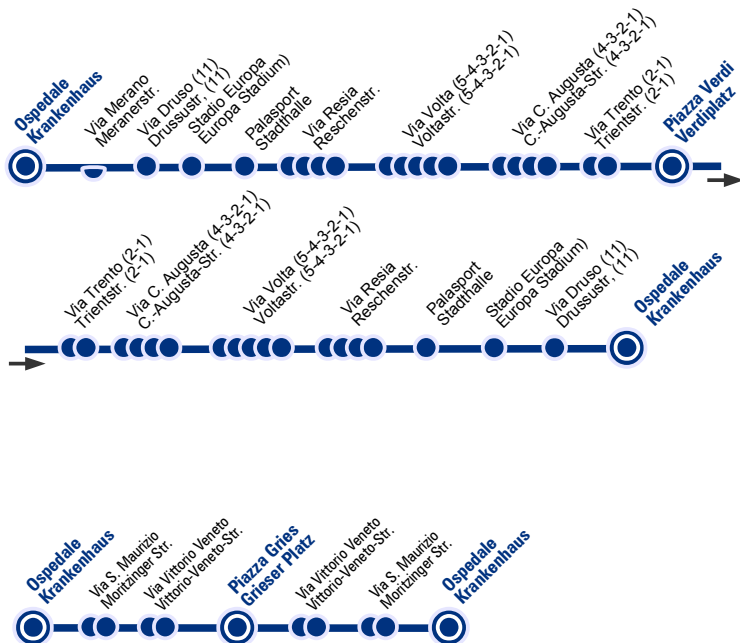 Ospedale
Krankenhaus
Via Merano
Meranerstr.
Via Druso (11)
Drussustr, (11)
Stadio Europa
Europa Stadium)
Palasport
Stadthalle
Via Resia
Reschenstr.
Via Volta (5-4-3-2-1)
Voltastr. (5-4-3-2-1)
Via C. Augusta (4-3-2-1)
C.-Augusta-Str. (4-3-2-1)
Via Trento (2-1)
Trientstr. (2-1)
Piazza Verdi
Verdiplatz
Via Trento (2-1)
Trientstr. (2-1)
Via C. Augusta (4-3-2-1)
C.-Augusta-Str. (4-3-2-1)
Via Volta (5-4-3-2-1)
Voltastr. (5-4-3-2-1)
Via Resia
Reschenstr.
Palasport
Stadthalle
Stadio Europa
Europa Stadium)
Via Druso (11)
Drussustr, (11)
Ospedale
Krankenhaus
Ospedale
Krankenhaus
Via S. Maurizio
Moritzinger Str.
Via Vittorio Veneto
Vittorio-Veneto-Str.
Piazza Gries
Grieser Platz
Via Vittorio Veneto
Vittorio-Veneto-Str.
Via S. Maurizio
Moritzinger Str.
Ospedale
Krankenhaus